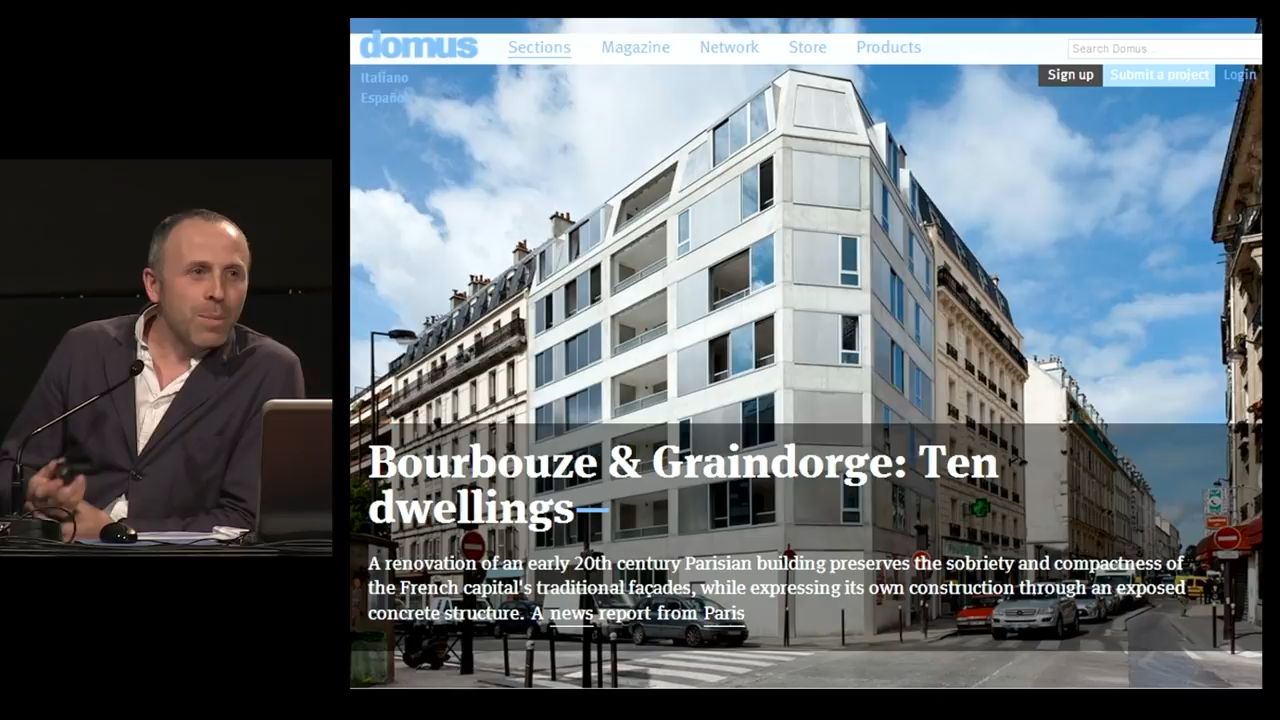 domus
Sections Magazine Network Store Products
Search Domus...
Italiano
Español
Sign up Submit a project Login
Bourbouze & Graindorge: Ten
dwellings—
A renovation of an early 20th century Parisian building preserves the sobriety and compactness of
the French capital's traditional façades, while expressing its own construction through an exposed
concrete structure. A news report from Paris